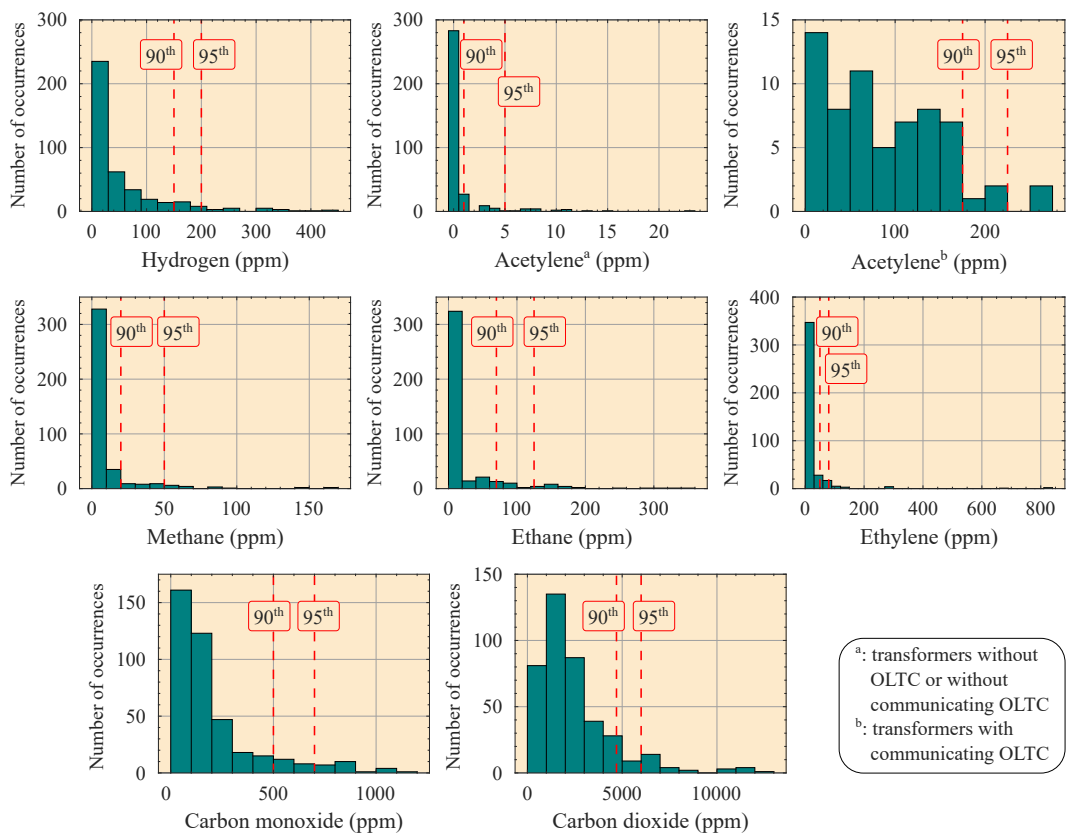 Number of occurrences
300
200
100
0
90th
95th
0 100 200 300 400
Hydrogen (ppm)
Number of occurrences
300
200
100
0
90th
95th
0 5 10 15 20
Acetylenea (ppm)
Number of occurrences
15
10
5
0
90th
95th
0 100 200
Acetyleneb (ppm)
Number of occurrences
300
200
100
0
90th
95th
0 50 100 150
Methane (ppm)
Number of occurrences
300
200
100
0
90th
95th
0 100 200 300
Ethane (ppm)
Number of occurrences
400
300
200
100
0
90th
95th
0 200 400 600 800
Ethylene (ppm)
Number of occurrences
150
100
50
0
90th
95th
0 500 1000
Carbon monoxide (ppm)
Number of occurrences
150
100
50
0
90th
95th
0 5000 10000
Carbon dioxide (ppm)
a: transformers without
OLTC or without
communicating OLTC
b: transformers with
communicating OLTC